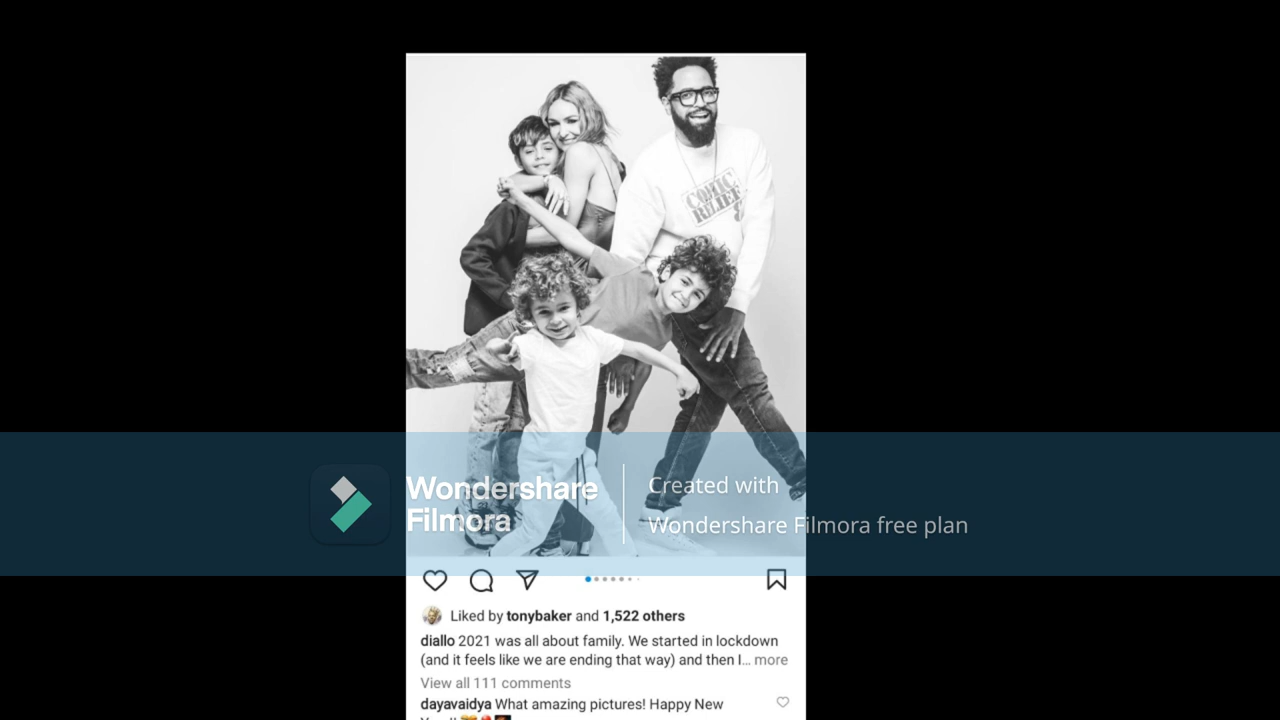 COMIC
RELIEF
Wondershare
Filmora
Created with
Wondershare Filmora free plan
Liked by tonybaker and 1,522 others
diallo 2021 was all about family. We started in lockdown
(and it feels like we are ending that way) and then I... more
View all 111 comments
dayavaidya What amazing pictures! Happy New